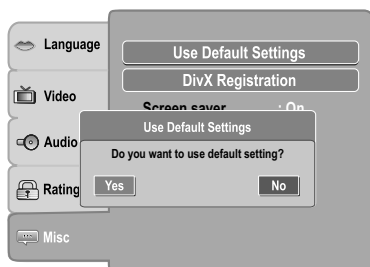 Language
Video
Audio
Rating
Misc
Use Default Settings
DivX Registration
Screen saver : On
Use Default Settings
Do you want to use default setting?
Yes
No